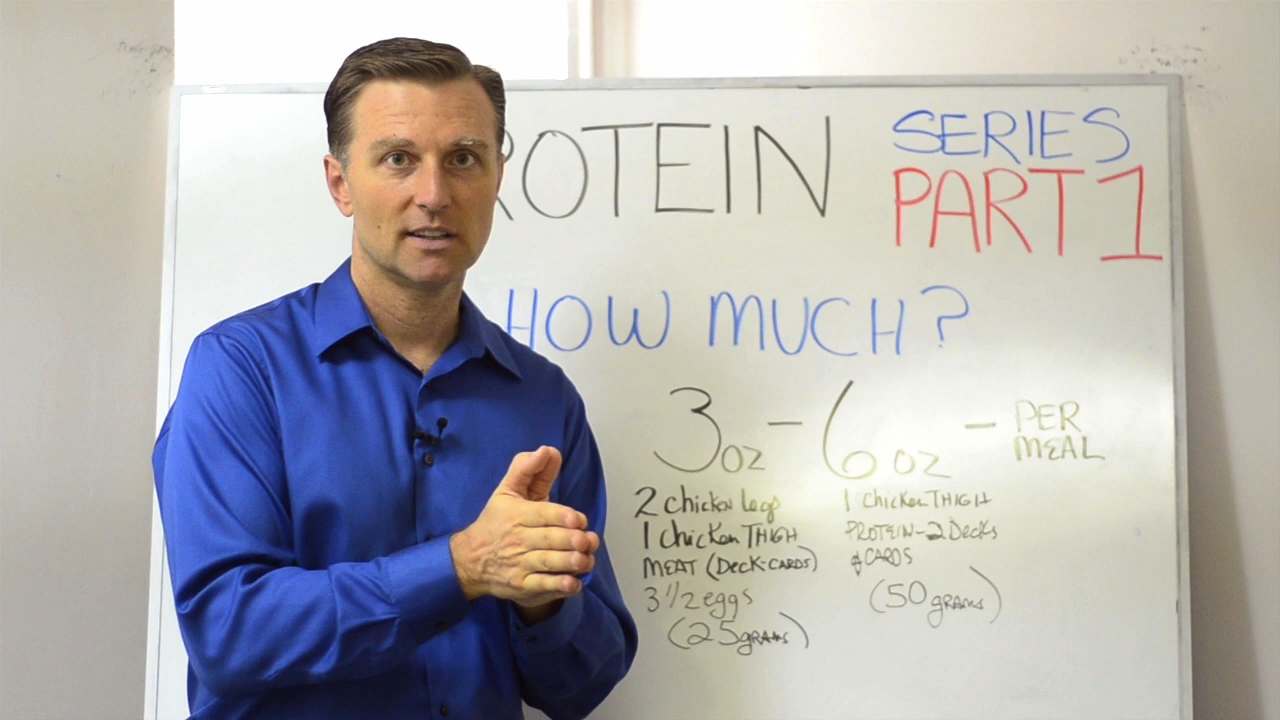 ROTEIN
SERIES
PART 1
HOW MUCH?
3oz - 6oz - PER MEAL
2 chicken legs
1 chicken THIGH
MEAT (Deck-CARDS)
3 1/2 eggs
(25 grams)
1 chicken THIGH
PROTEIN-2 Decks
of CARDS
(50 grams)